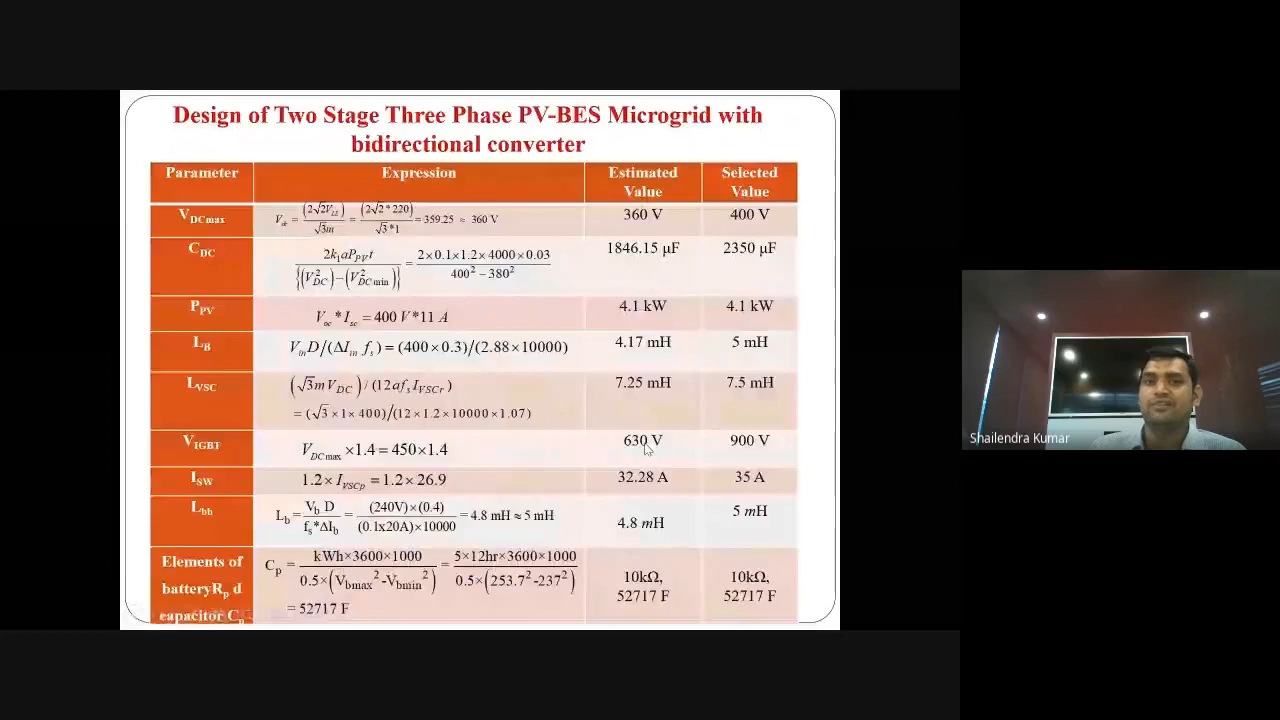 Design of Two Stage Three Phase PV-BES Microgrid with
bidirectional converter
Parameter Expression Estimated Value Selected Value
V_DCmax V_dc = (2√2V_LL)/(√3m) = (2√2*220)/(√3*1) = 359.25 ≈ 360 V 360 V 400 V
C_DC 2k₁aP_PV t/{(V²_DC)−(V²_DCmin)} = (2×0.1×1.2×4000×0.03)/(400²−380²) 1846.15 µF 2350 µF
P_PV V_oc*I_sc = 400 V*11 A 4.1 kW 4.1 kW
L_B V_in D/(ΔI_in f_s) = (400×0.3)/(2.88×10000) 4.17 mH 5 mH
L_VSC (√3m V_DC)/(12af_s I_VSCr) 7.25 mH 7.5 mH
=(√3×1×400)/(12×1.2×10000×1.07)
V_IGBT V_DCmax×1.4 = 450×1.4 630 V 900 V
I_SW 1.2×I_VSCp = 1.2×26.9 32.28 A 35 A
L_bb L_b = (V_b D)/(f_s*ΔI_b) = ((240V)×(0.4))/((0.1x20A)×10000) = 4.8 mH ≈ 5 mH 4.8 mH 5 mH
Elements of
batteryR_p d
capacitor C_p
C_p = (kWh×3600×1000)/(0.5×(V_bmax²-V_bmin²)) = (5×12hr×3600×1000)/(0.5×(253.7²-237²))
= 52717 F
10kΩ,
52717 F
10kΩ,
52717 F
Shailendra Kumar